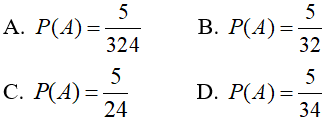 A. P(A) = 5/324 B. P(A) = 5/32
C. P(A) = 5/24 D. P(A) = 5/34